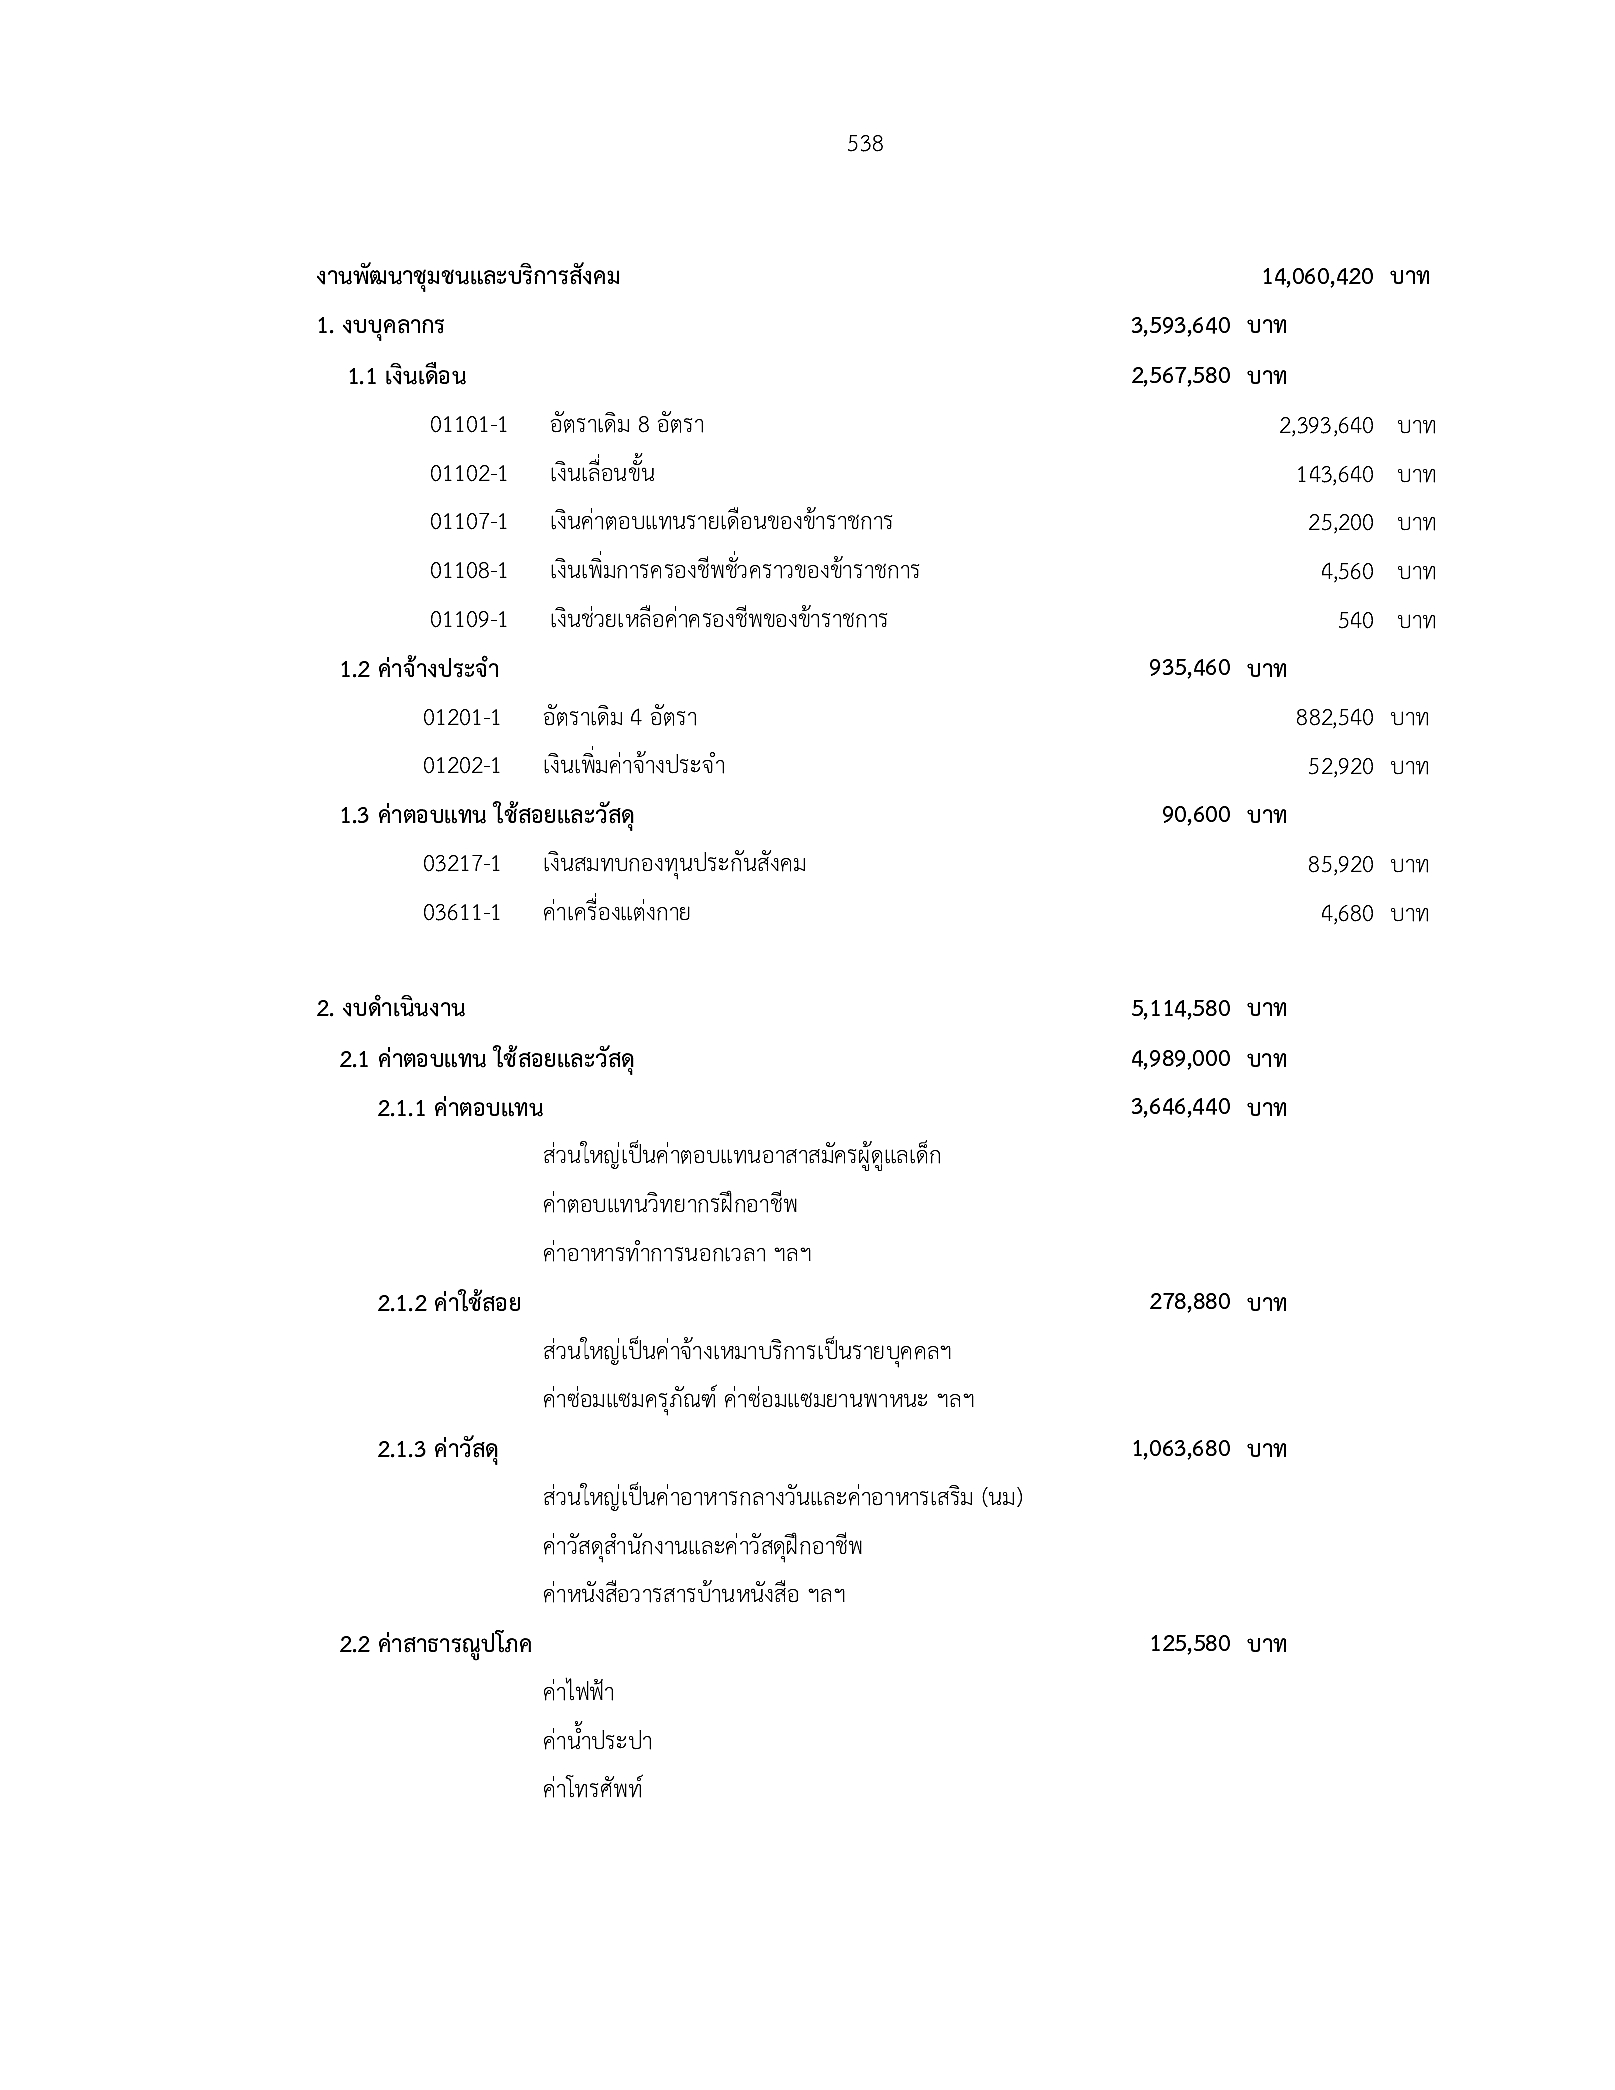 538
งานพัฒนาชุมชนและบริการสังคม 14,060,420 บาท
1. งบบุคลากร 3,593,640 บาท
1.1 เงินเดือน 2,567,580 บาท
01101-1 อัตราเดิม 8 อัตรา 2,393,640 บาท
01102-1 เงินเลื่อนขั้น 143,640 บาท
01107-1 เงินค่าตอบแทนรายเดือนของข้าราชการ 25,200 บาท
01108-1 เงินเพิ่มการครองชีพชั่วคราวของข้าราชการ 4,560 บาท
01109-1 เงินช่วยเหลือค่าครองชีพของข้าราชการ 540 บาท
1.2 ค่าจ้างประจำ 935,460 บาท
01201-1 อัตราเดิม 4 อัตรา 882,540 บาท
01202-1 เงินเพิ่มค่าจ้างประจำ 52,920 บาท
1.3 ค่าตอบแทน ใช้สอยและวัสดุ 90,600 บาท
03217-1 เงินสมทบกองทุนประกันสังคม 85,920 บาท
03611-1 ค่าเครื่องแต่งกาย 4,680 บาท
2. งบดำเนินงาน 5,114,580 บาท
2.1 ค่าตอบแทน ใช้สอยและวัสดุ 4,989,000 บาท
2.1.1 ค่าตอบแทน 3,646,440 บาท
ส่วนใหญ่เป็นค่าตอบแทนอาสาสมัครผู้ดูแลเด็ก
ค่าตอบแทนวิทยากรฝึกอาชีพ
ค่าอาหารทำการนอกเวลา ฯลฯ
2.1.2 ค่าใช้สอย 278,880 บาท
ส่วนใหญ่เป็นค่าจ้างเหมาบริการเป็นรายบุคคลฯ
ค่าซ่อมแซมครุภัณฑ์ ค่าซ่อมแซมยานพาหนะ ฯลฯ
2.1.3 ค่าวัสดุ 1,063,680 บาท
ส่วนใหญ่เป็นค่าอาหารกลางวันและค่าอาหารเสริม (นม)
ค่าวัสดุสำนักงานและค่าวัสดุฝึกอาชีพ
ค่าหนังสือวารสารบ้านหนังสือ ฯลฯ
2.2 ค่าสาธารณูปโภค 125,580 บาท
ค่าไฟฟ้า
ค่าน้ำประปา
ค่าโทรศัพท์